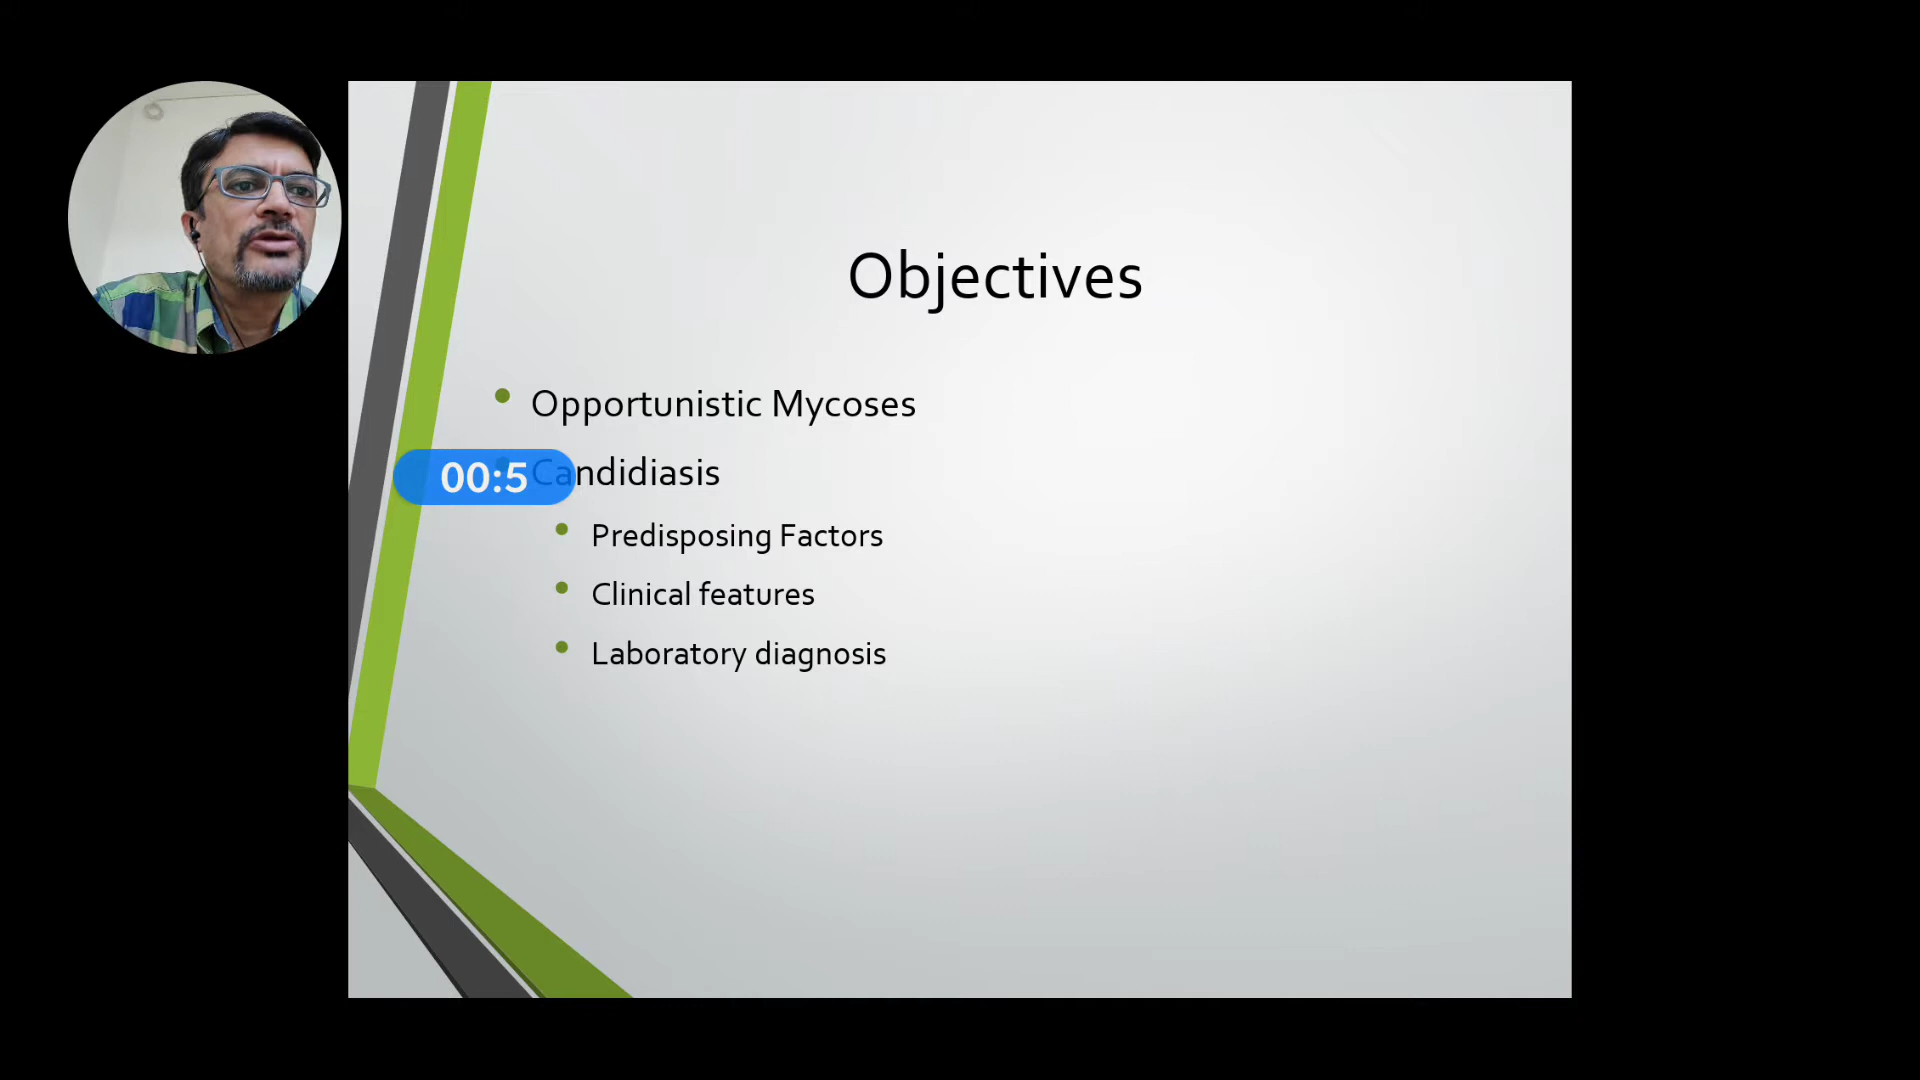 Objectives
Opportunistic Mycoses
00:5
Candidiasis
Predisposing Factors
Clinical features
Laboratory diagnosis